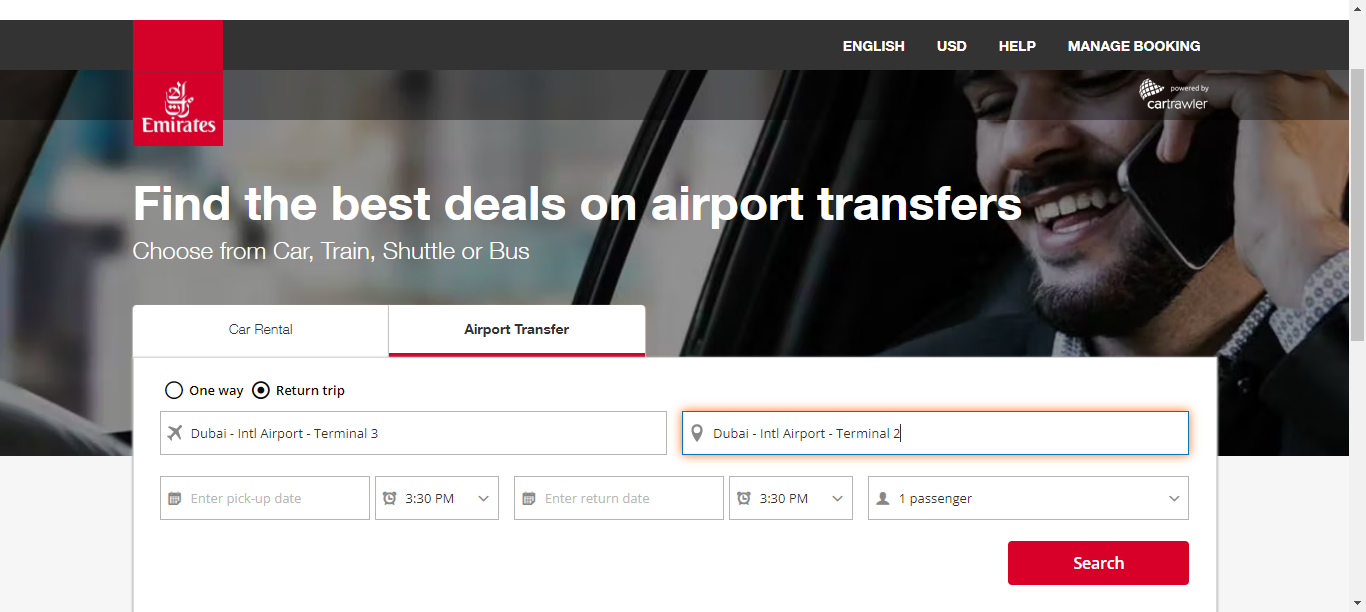 ENGLISH USD HELP MANAGE BOOKING
powered by
cartrawler
Emirates
Find the best deals on airport transfers
Choose from Car, Train, Shuttle or Bus
Car Rental Airport Transfer
One way Return trip
Dubai - Intl Airport - Terminal 3 Dubai - Intl Airport - Terminal 2
Enter pick-up date 3:30 PM Enter return date 3:30 PM 1 passenger
Search